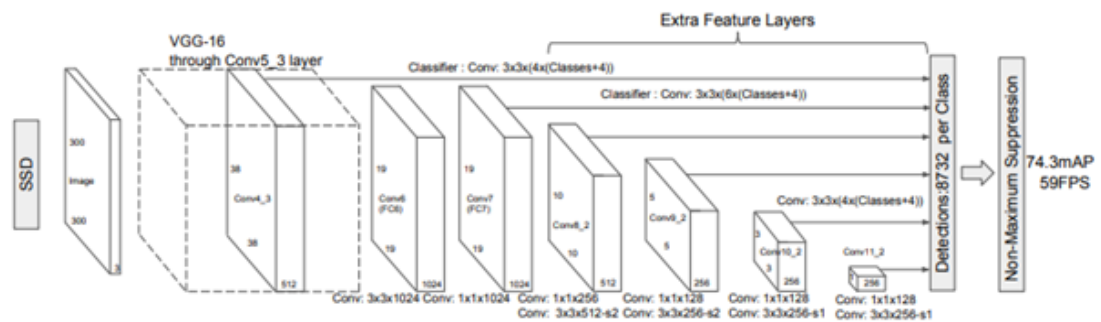 Extra Feature Layers
VGG-16
through Conv5_3 layer
Classifier : Conv: 3x3x(4x(Classes+4))
Classifier : Conv: 3x3x(6x(Classes+4))
SSD
300
Image
300
3
38
Conv4_3
38
512
19
Conv6
(FC6)
19
1024
19
Conv7
(FC7)
19
1024
10
Conv8_2
10
512
5
Conv9_2
5
256
Conv: 3x3x(4x(Classes+4))
3
Conv10_2
3
256
Conv11_2
256
Detections:8732 per Class
Non-Maximum Suppression
74.3mAP
59FPS
Conv: 3x3x1024
Conv: 1x1x1024
Conv: 1x1x256
Conv: 3x3x512-s2
Conv: 1x1x128
Conv: 3x3x256-s2
Conv: 1x1x128
Conv: 3x3x256-s1
Conv: 1x1x128
Conv: 3x3x256-s1